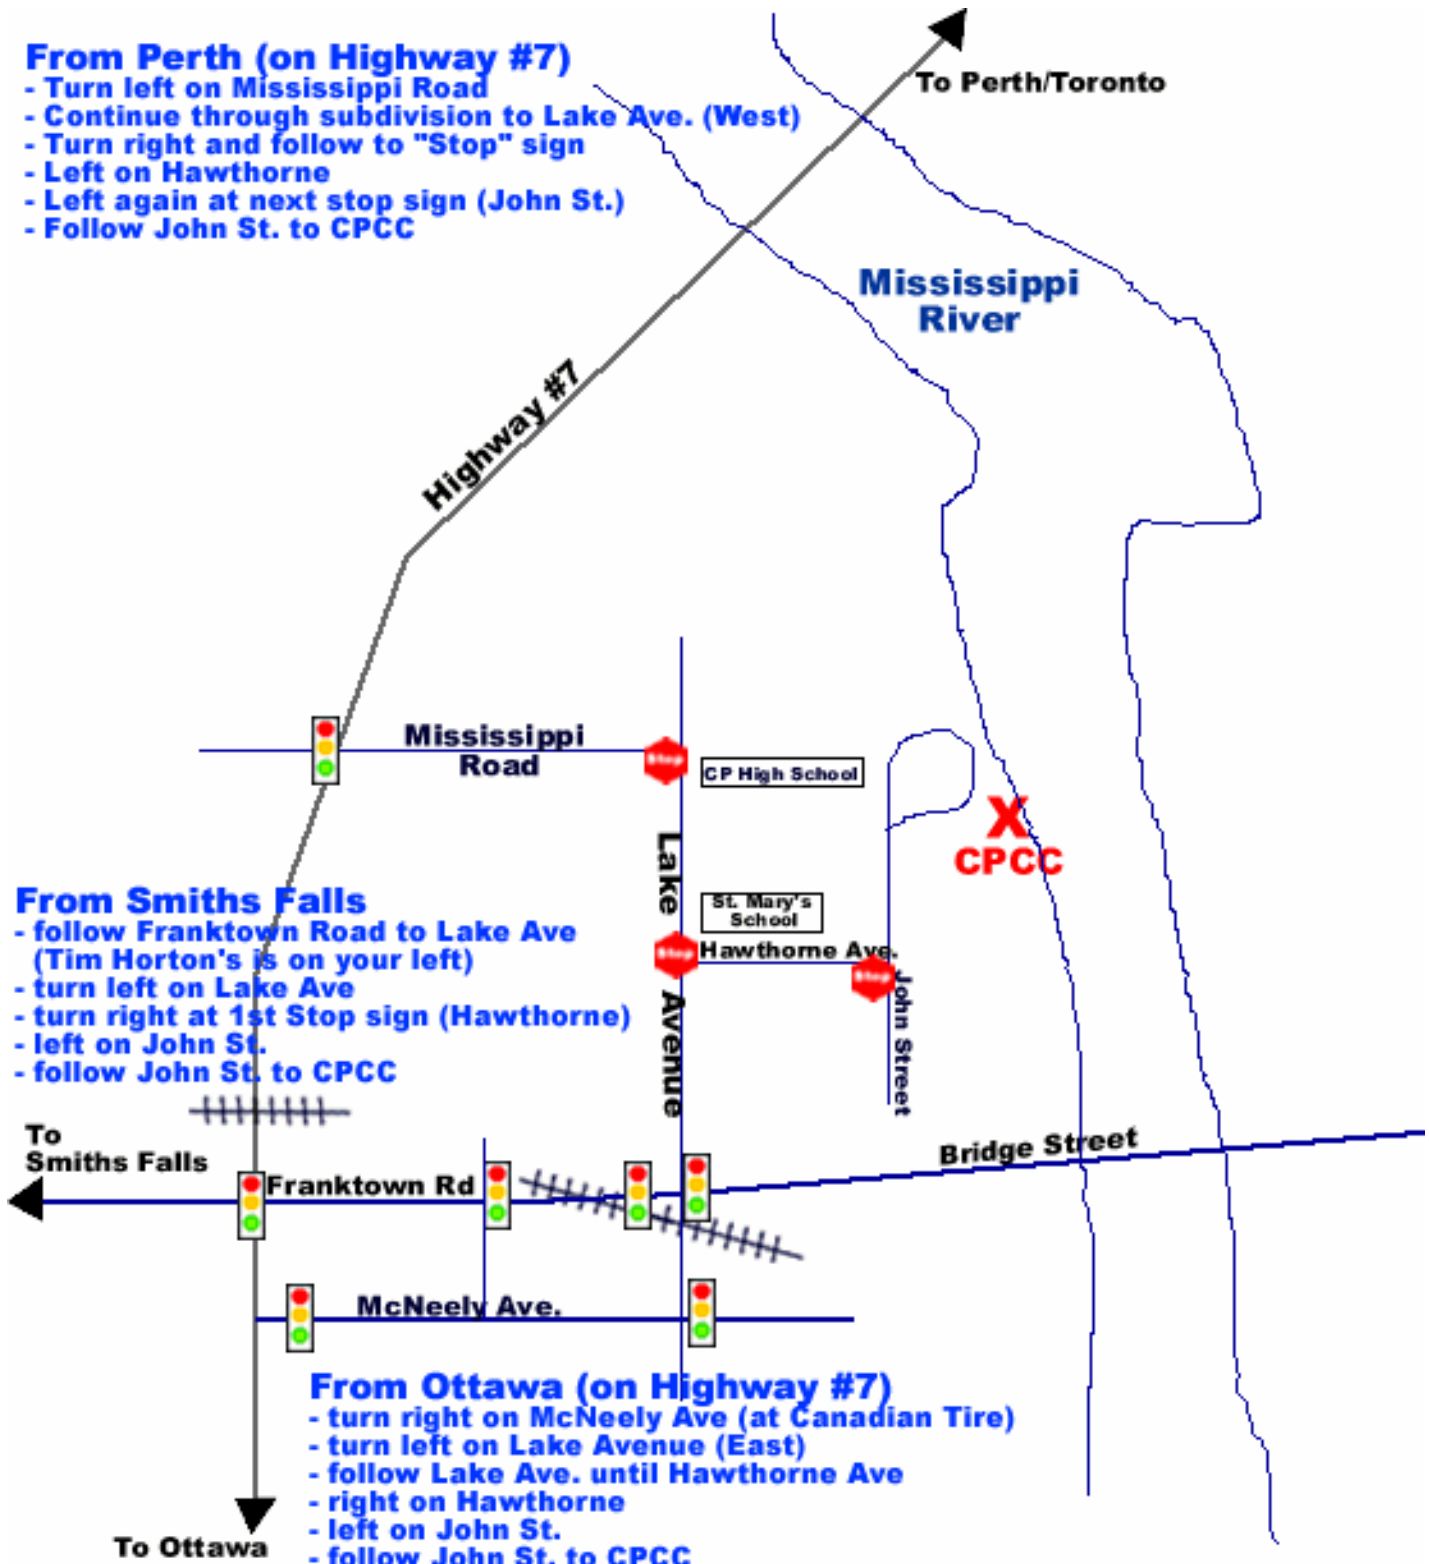 From Perth (on Highway #7)
- Turn left on Mississippi Road
- Continue through subdivision to Lake Ave. (West)
- Turn right and follow to "Stop" sign
- Left on Hawthorne
- Left again at next stop sign (John St.)
- Follow John St. to CPCC
To Perth/Toronto
Mississippi
River
Highway #7
Mississippi
Road
Stop
CP High School
X
CPCC
Lake
Avenue
St. Mary's
School
Stop
Hawthorne Ave.
Stop
John Street
From Smiths Falls
- follow Franktown Road to Lake Ave
(Tim Horton's is on your left)
- turn left on Lake Ave
- turn right at 1st Stop sign (Hawthorne)
- left on John St.
- follow John St. to CPCC
To
Smiths Falls
Franktown Rd
Bridge Street
McNeely Ave.
From Ottawa (on Highway #7)
- turn right on McNeely Ave (at Canadian Tire)
- turn left on Lake Avenue (East)
- follow Lake Ave. until Hawthorne Ave
- right on Hawthorne
- left on John St.
- follow John St. to CPCC
To Ottawa